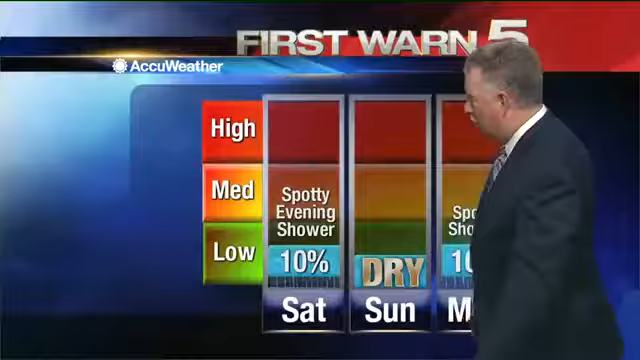 FIRST WARN 5
AccuWeather
High
Med
Low
Spotty
Evening
Shower
10%
Sat
DRY
Sun